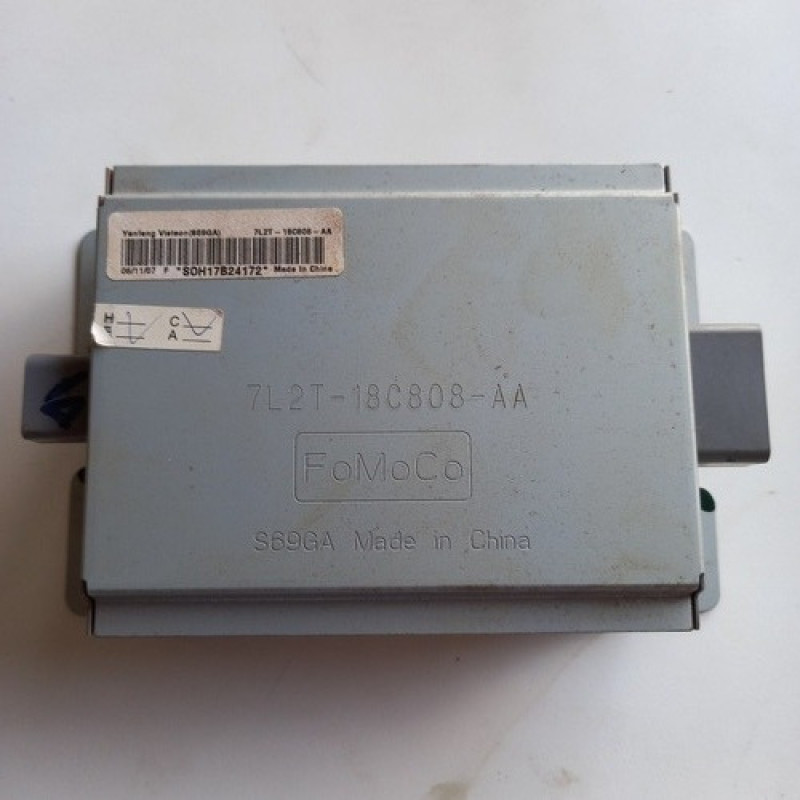 Yanfeng Visteon(S69GA) 7L2T-18C808-AA
06/11/07 F "SOH17B24172" Made in China
H C
A
7L2T-18C808-AA
FoMoCo
S69GA Made in China